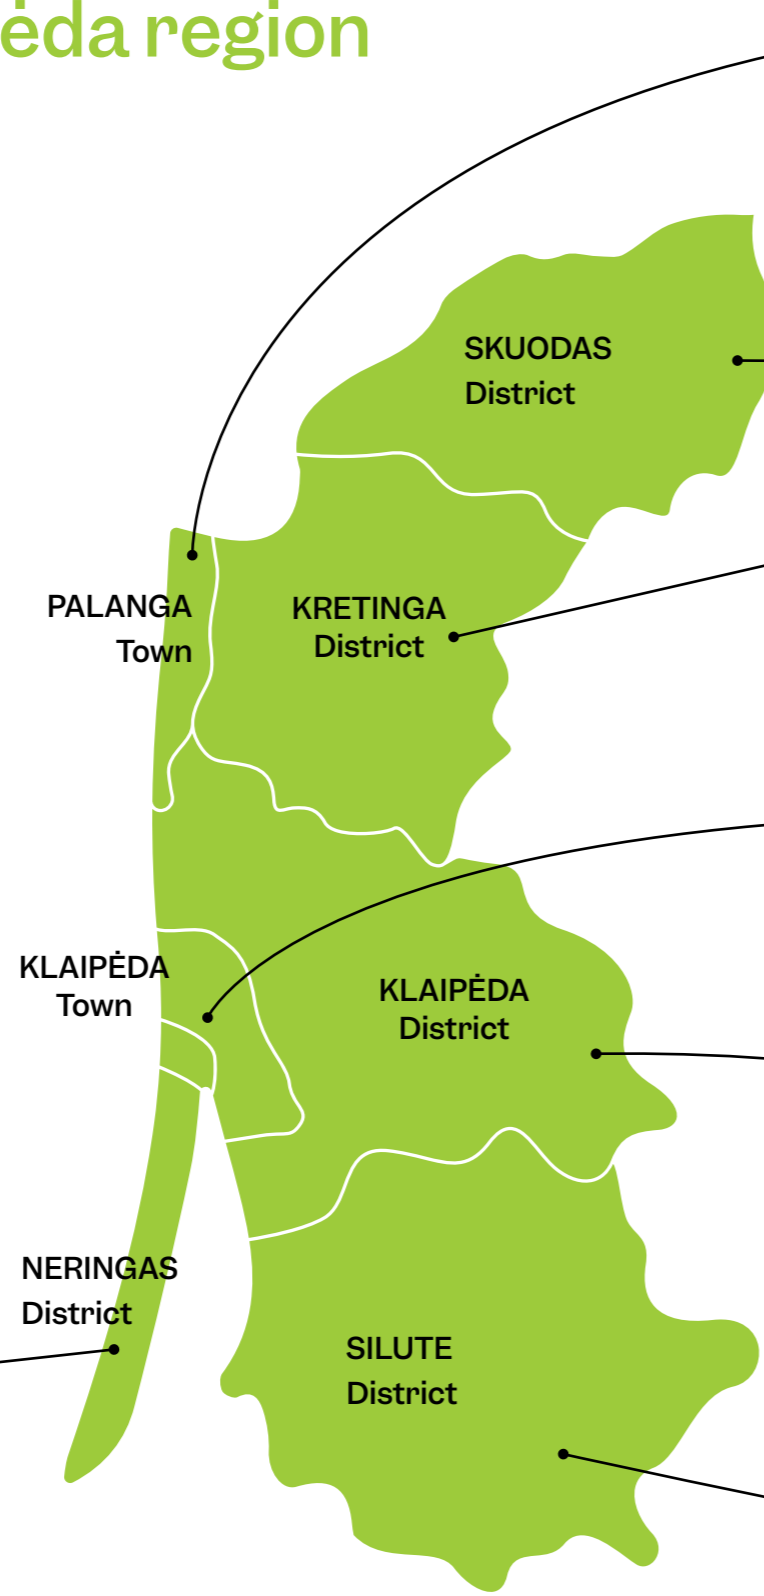 ėda region
SKUODAS
District
PALANGA
Town
KRETINGA
District
KLAIPĖDA
Town
KLAIPĖDA
District
NERINGAS
District
SILUTE
District